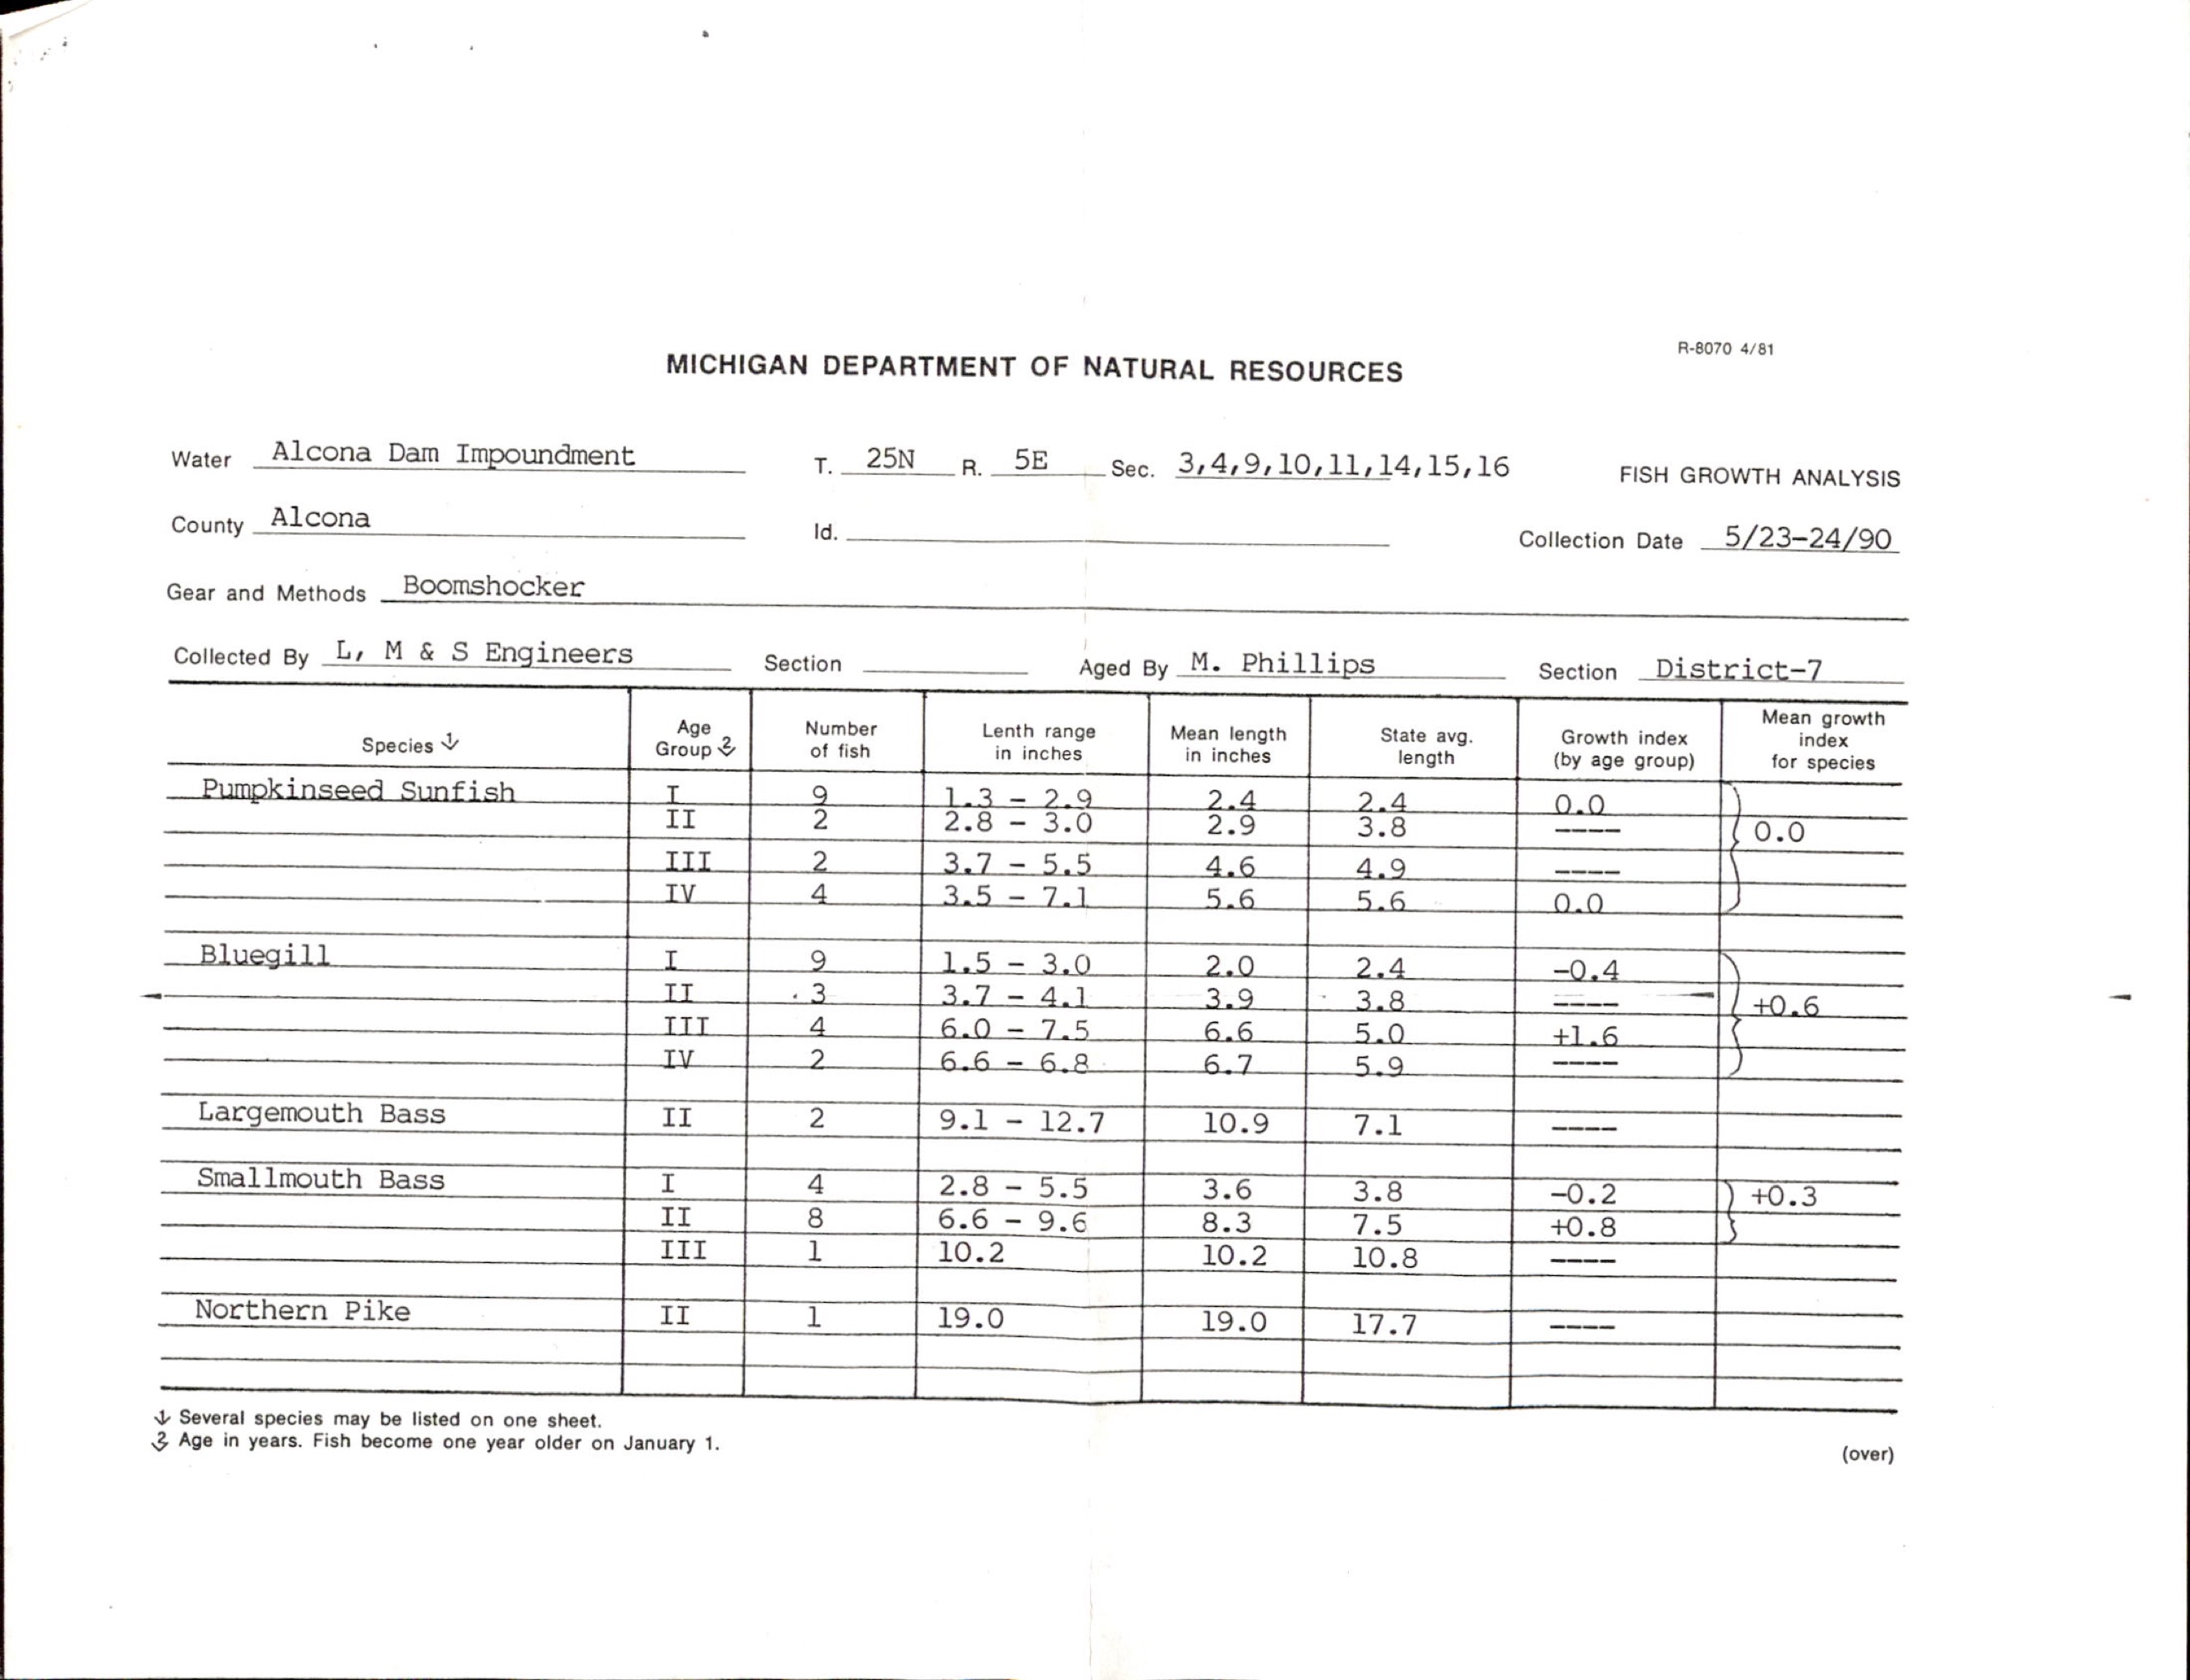 R-8070 4/81
MICHIGAN DEPARTMENT OF NATURAL RESOURCES
Water Alcona Dam Impoundment T. 25N R. 5E Sec. 3,4,9,10,11,14,15,16 FISH GROWTH ANALYSIS
County Alcona Id. Collection Date 5/23-24/90
Gear and Methods Boomshocker
Collected By L, M & S Engineers Section Aged By M. Phillips Section District-7
Species 1 Age Group 2 Number of fish Lenth range in inches Mean length in inches State avg. length Growth index (by age group) Mean growth index for species
Pumpkinseed Sunfish I 9 1.3 - 2.9 2.4 2.4 0.0
II 2 2.8 - 3.0 2.9 3.8 ---- 0.0
III 2 3.7 - 5.5 4.6 4.9 ----
IV 4 3.5 - 7.1 5.6 5.6 0.0
Bluegill I 9 1.5 - 3.0 2.0 2.4 -0.4
II 3 3.7 - 4.1 3.9 3.8 ---- +0.6
III 4 6.0 - 7.5 6.6 5.0 +1.6
IV 2 6.6 - 6.8 6.7 5.9 ----
Largemouth Bass II 2 9.1 - 12.7 10.9 7.1 ----
Smallmouth Bass I 4 2.8 - 5.5 3.6 3.8 -0.2 +0.3
II 8 6.6 - 9.6 8.3 7.5 +0.8
III 1 10.2 10.2 10.8 ----
Northern Pike II 1 19.0 19.0 17.7 ----
1 Several species may be listed on one sheet.
2 Age in years. Fish become one year older on January 1.
(over)